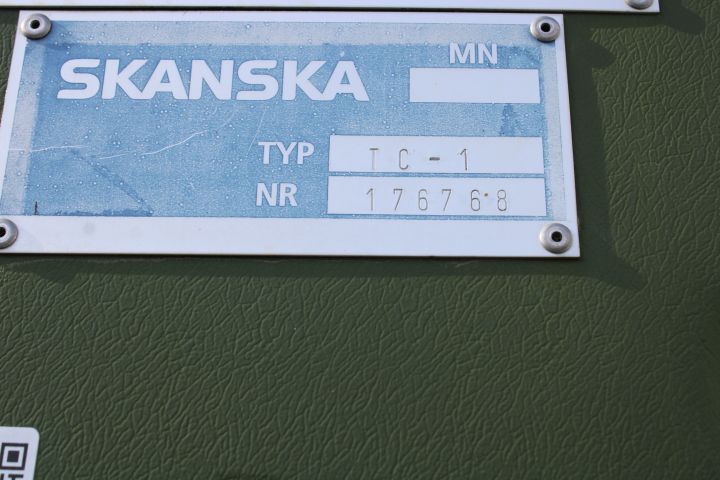 SKANSKA
MN
TYP TC-1
NR 176768